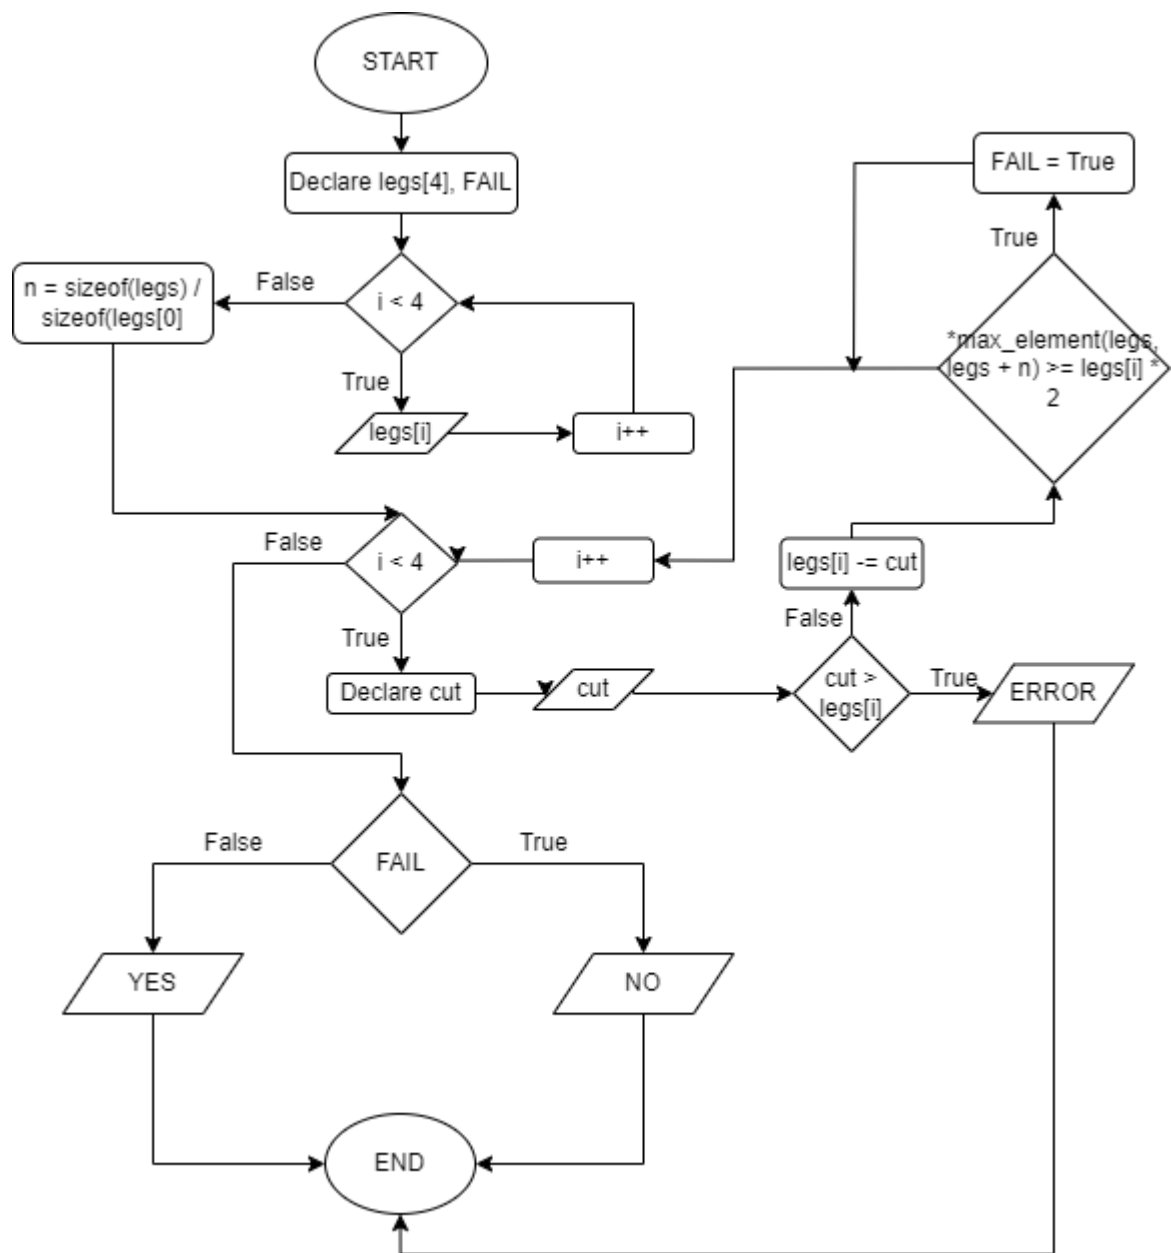 START
Declare legs[4], FAIL
FAIL = True
True
False
n = sizeof(legs) /
sizeof(legs[0]
i < 4
*max_element(legs,
legs + n) >= legs[i] *
2
True
legs[i]
i++
False
i < 4
i++
legs[i] -= cut
True
False
Declare cut
cut
cut >
legs[i]
True
ERROR
False
True
FAIL
YES
NO
END